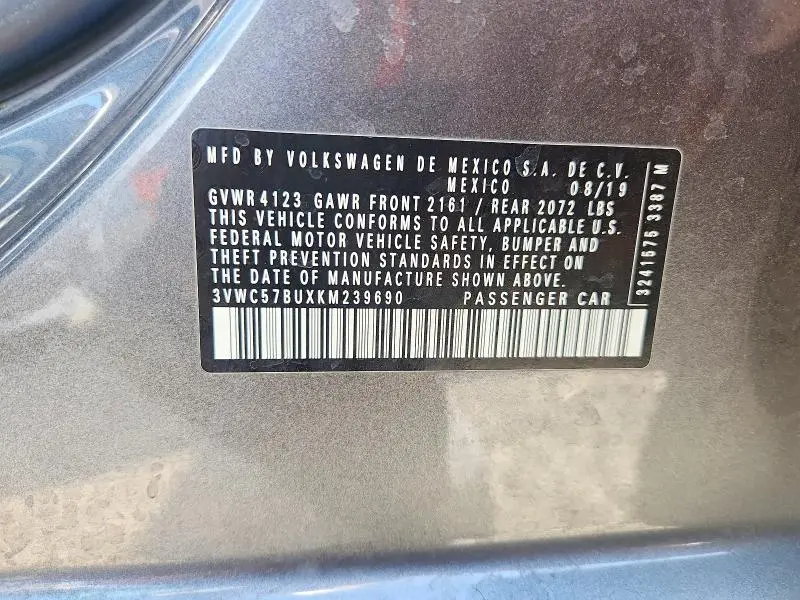 MFD BY VOLKSWAGEN DE MEXICO S.A. DE C.V.
MEXICO 08/19
GVWR 4123 GAWR FRONT 2161 / REAR 2072 LBS
THIS VEHICLE CONFORMS TO ALL APPLICABLE U.S.
FEDERAL MOTOR VEHICLE SAFETY, BUMPER AND
THEFT PREVENTION STANDARDS IN EFFECT ON
THE DATE OF MANUFACTURE SHOWN ABOVE.
3VWC57BUXKM239690 PASSENGER CAR
3241576 3387 M